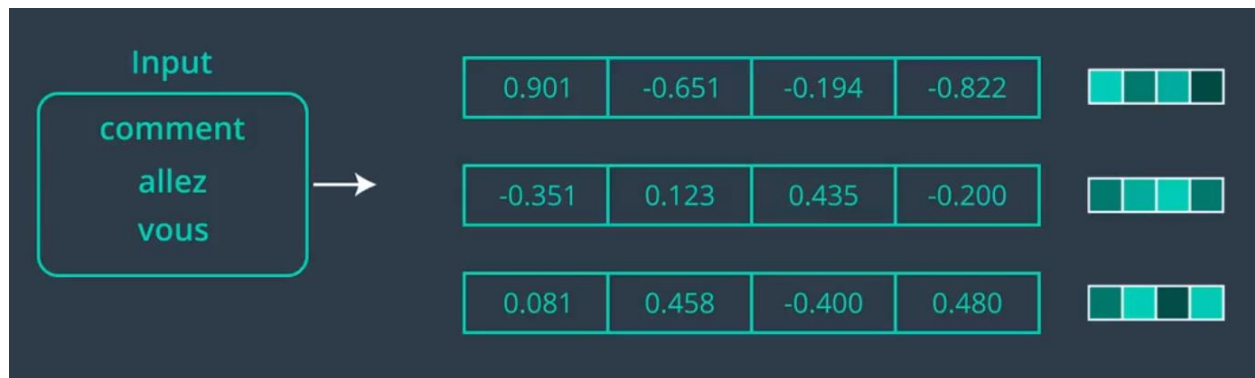 Input
comment
allez
vous
0.901 -0.651 -0.194 -0.822
-0.351 0.123 0.435 -0.200
0.081 0.458 -0.400 0.480